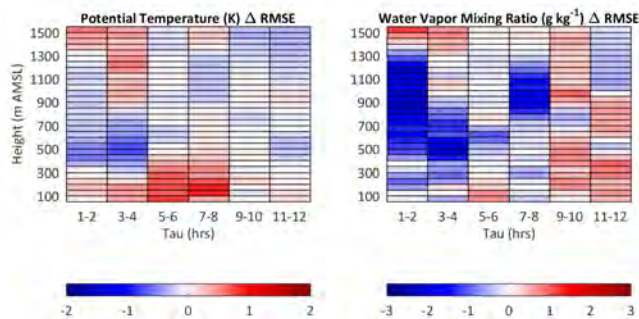 Potential Temperature (K) Δ RMSE
Height (m AMSL)
1500
1300
1100
900
700
500
300
100
1-2 3-4 5-6 7-8 9-10 11-12
Tau (hrs)
-2 -1 0 1 2
Water Vapor Mixing Ratio (g kg⁻¹) Δ RMSE
1500
1300
1100
900
700
500
300
100
1-2 3-4 5-6 7-8 9-10 11-12
Tau (hrs)
-3 -2 -1 0 1 2 3